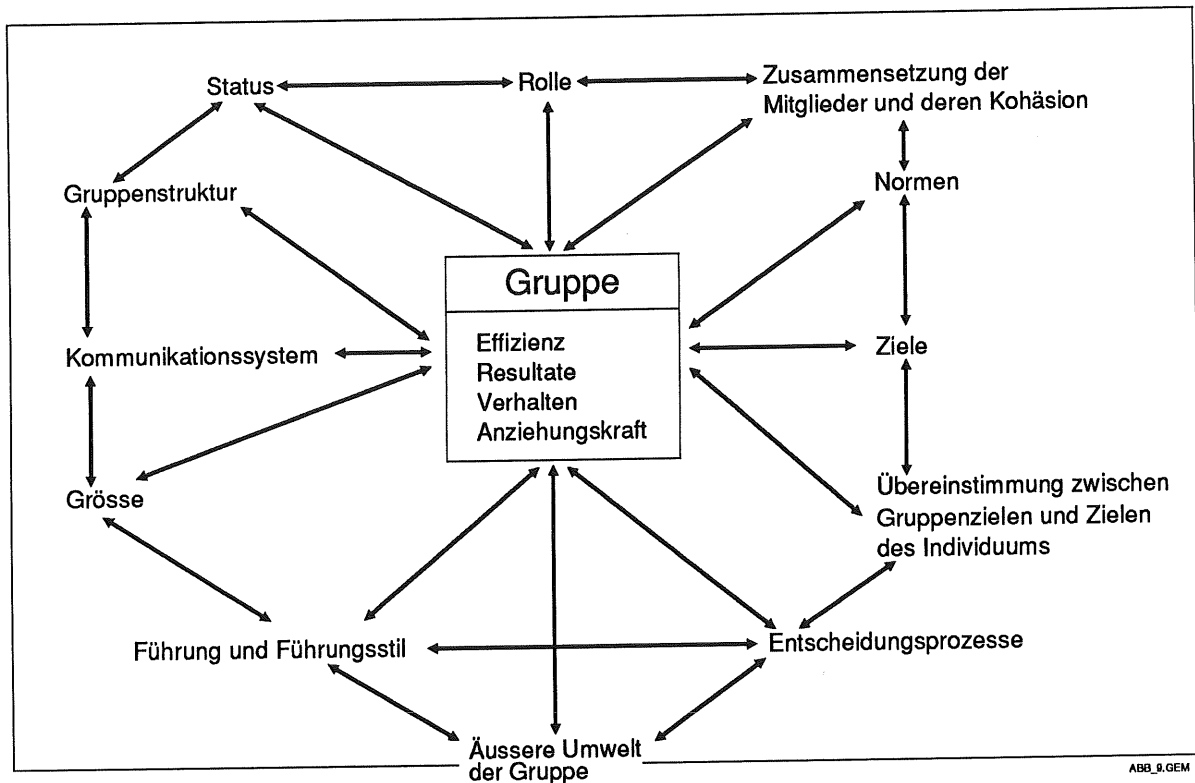 Status
Rolle
Zusammensetzung der
Mitglieder und deren Kohäsion
Gruppenstruktur
Normen
Gruppe
Effizienz
Resultate
Verhalten
Anziehungskraft
Kommunikationssystem
Ziele
Grösse
Übereinstimmung zwischen
Gruppenzielen und Zielen
des Individuums
Führung und Führungsstil
Entscheidungsprozesse
Äussere Umwelt
der Gruppe
ABB_9.GEM